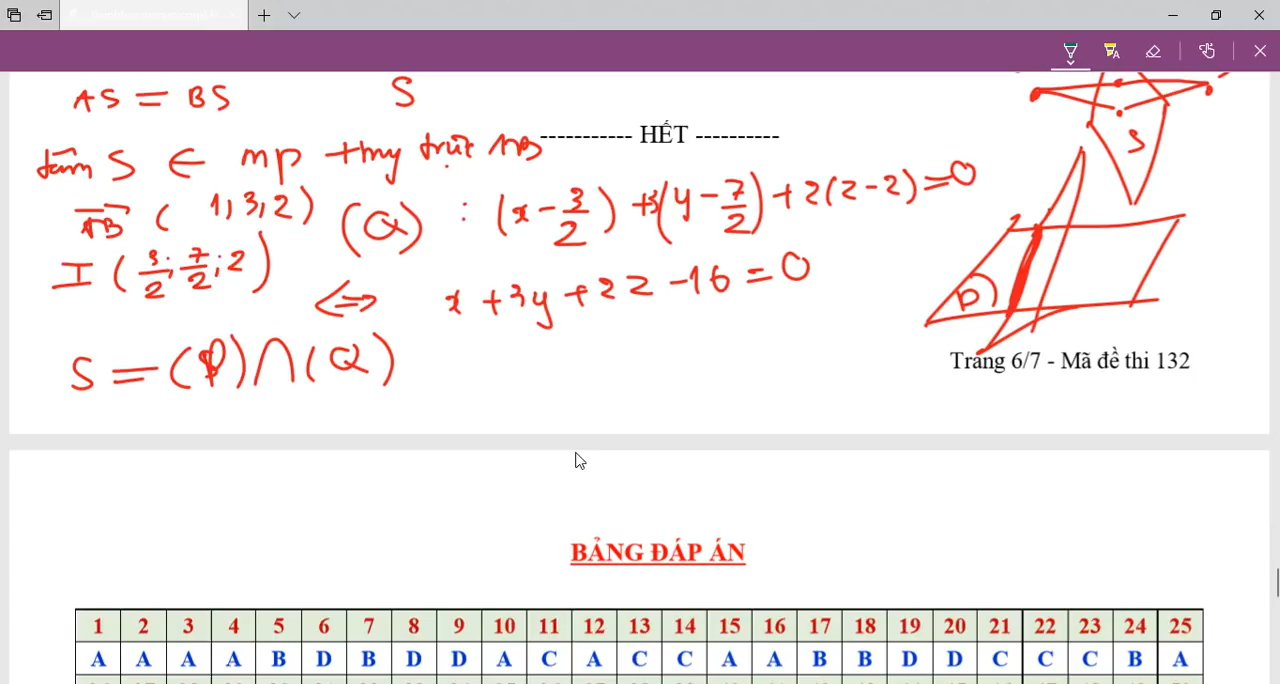 AS = BS S
----------- HẾT ----------
tâm S ∈ mp trực AB
S
AB ( 1,3,2) (Q) : (x - 3/2) + 3(y - 7/2) + 2(z - 2) = 0
I ( 3/2; 7/2; 2)
⇔ x + 3y + 2z - 16 = 0
P
S = (P) ∩ (Q)
Trang 6/7 - Mã đề thi 132
BẢNG ĐÁP ÁN
1 2 3 4 5 6 7 8 9 10 11 12 13 14 15 16 17 18 19 20 21 22 23 24 25
A A A A B D B D D A C A C C A A B B D D C C C B A